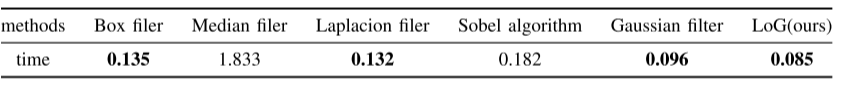 methods Box filer Median filer Laplacion filer Sobel algorithm Gaussian filter LoG(ours)
time 0.135 1.833 0.132 0.182 0.096 0.085